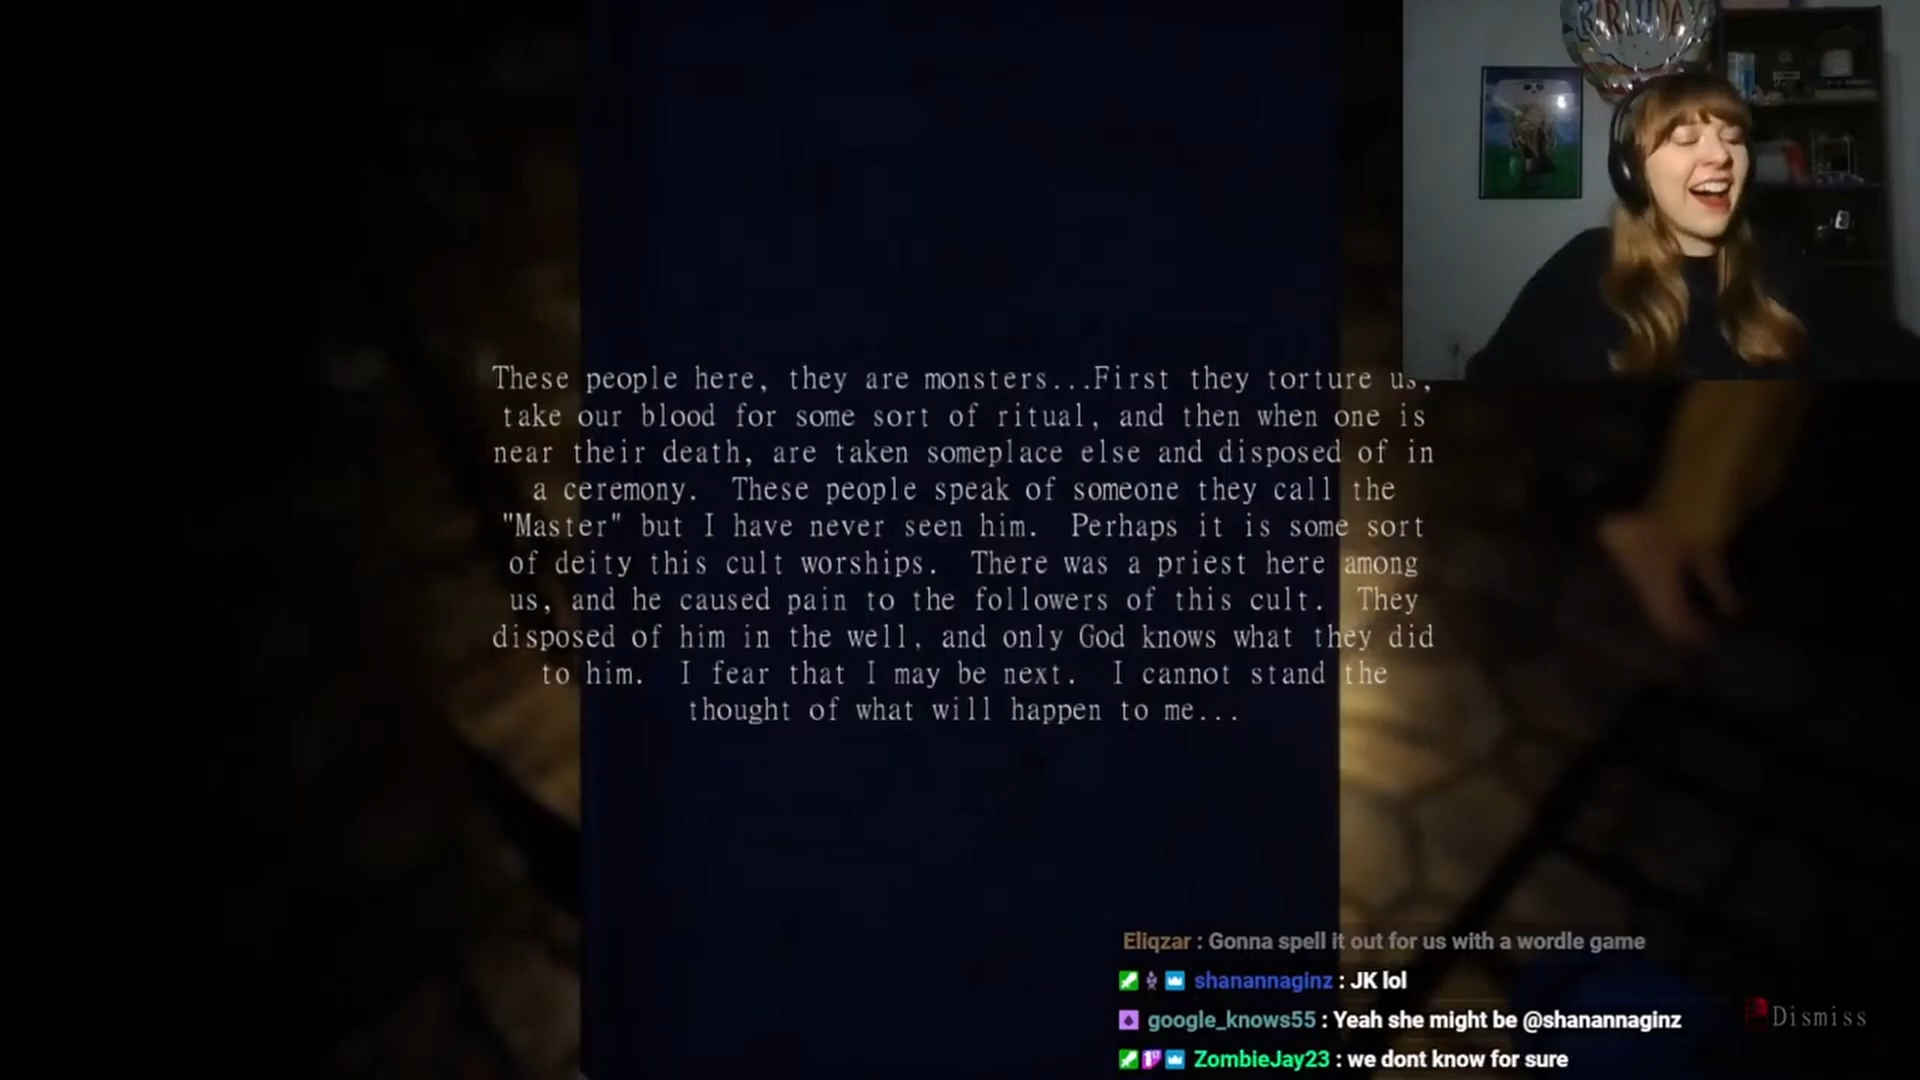 BIRTHDAY
These people here, they are monsters...First they torture us,
take our blood for some sort of ritual, and then when one is
near their death, are taken someplace else and disposed of in
a ceremony.  These people speak of someone they call the
"Master" but I have never seen him.  Perhaps it is some sort
of deity this cult worships.  There was a priest here among
us, and he caused pain to the followers of this cult.  They
disposed of him in the well, and only God knows what they did
to him.  I fear that I may be next.  I cannot stand the
thought of what will happen to me...
Eliqzar : Gonna spell it out for us with a wordle game
shanannaginz : JK lol
google_knows55 : Yeah she might be @shanannaginz
ZombieJay23 : we dont know for sure
Dismiss